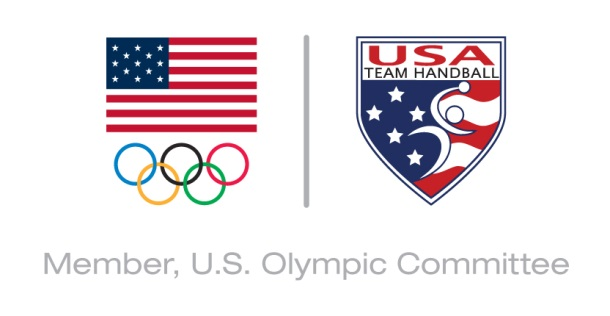 USA
TEAM HANDBALL
Member, U.S. Olympic Committee